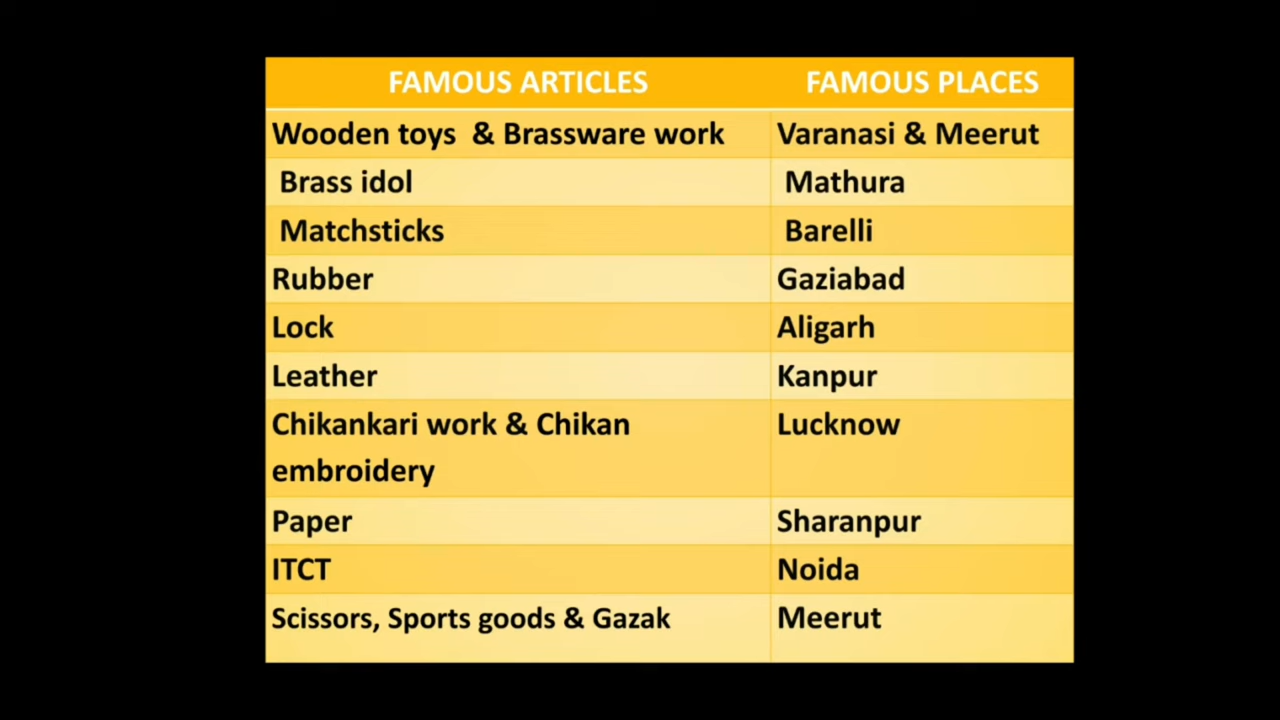 FAMOUS ARTICLES FAMOUS PLACES
Wooden toys & Brassware work Varanasi & Meerut
Brass idol Mathura
Matchsticks Barelli
Rubber Gaziabad
Lock Aligarh
Leather Kanpur
Chikankari work & Chikan Lucknow
embroidery
Paper Sharanpur
ITCT Noida
Scissors, Sports goods & Gazak Meerut